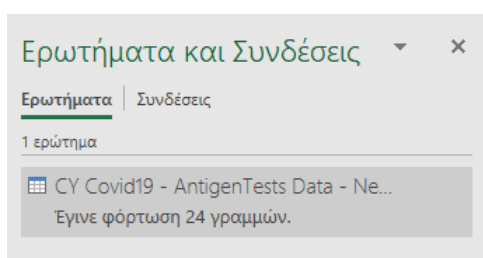 Ερωτήματα και Συνδέσεις
Ερωτήματα Συνδέσεις
1 ερώτημα
CY Covid19 - AntigenTests Data - Ne...
Έγινε φόρτωση 24 γραμμών.